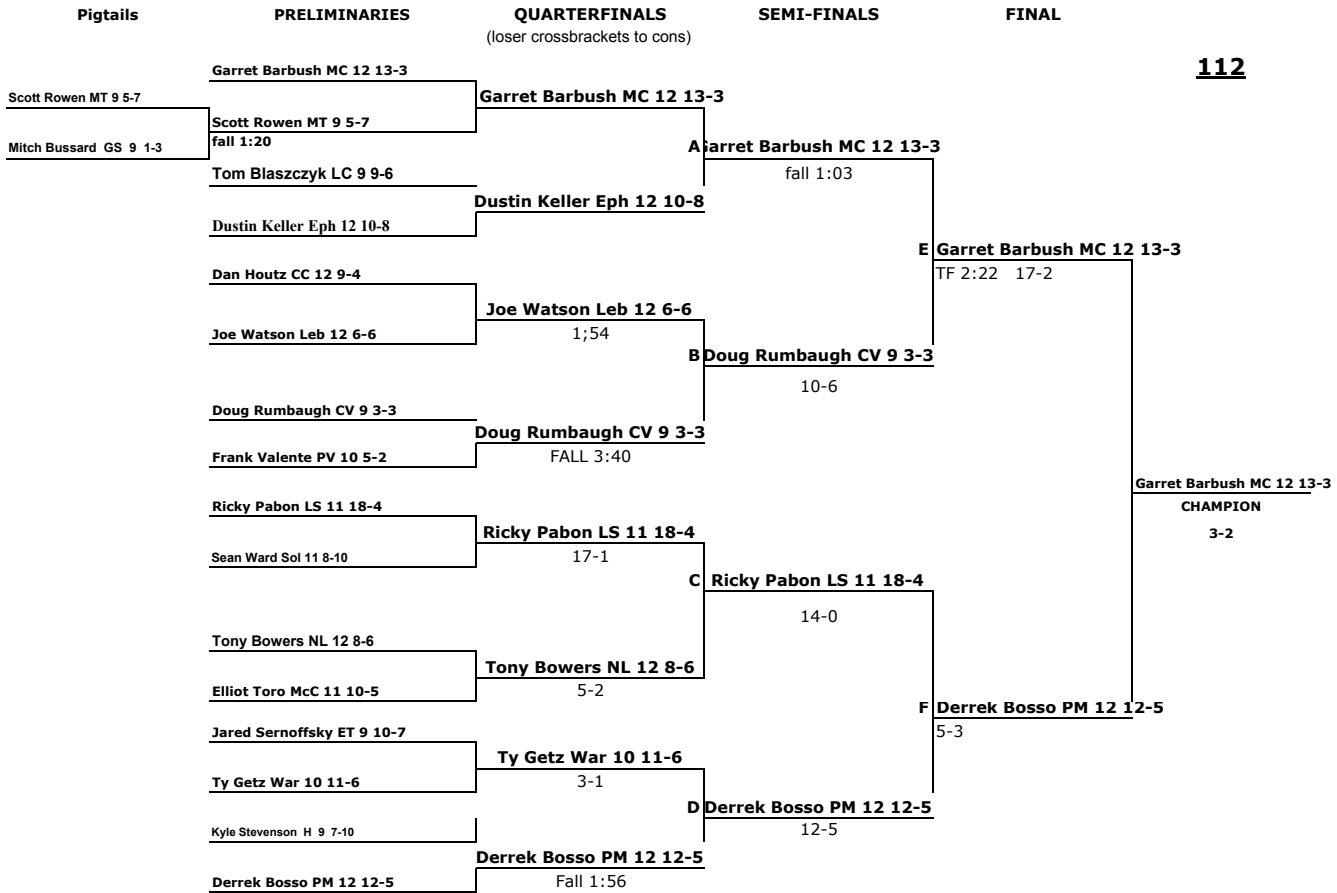 Pigtails
PRELIMINARIES
QUARTERFINALS
SEMI-FINALS
FINAL
(loser crossbrackets to cons)
112
Garret Barbush MC 12 13-3
Scott Rowen MT 9 5-7
Garret Barbush MC 12 13-3
Scott Rowen MT 9 5-7
Mitch Bussard GS 9 1-3
fall 1:20
A Garret Barbush MC 12 13-3
Tom Blaszczyk LC 9 9-6
fall 1:03
Dustin Keller Eph 12 10-8
Dustin Keller Eph 12 10-8
E Garret Barbush MC 12 13-3
Dan Houtz CC 12 9-4
TF 2:22 17-2
Joe Watson Leb 12 6-6
Joe Watson Leb 12 6-6
1;54
B Doug Rumbaugh CV 9 3-3
10-6
Doug Rumbaugh CV 9 3-3
Doug Rumbaugh CV 9 3-3
Frank Valente PV 10 5-2
FALL 3:40
Garret Barbush MC 12 13-3
Ricky Pabon LS 11 18-4
CHAMPION
Ricky Pabon LS 11 18-4
3-2
Sean Ward Sol 11 8-10
17-1
C Ricky Pabon LS 11 18-4
14-0
Tony Bowers NL 12 8-6
Tony Bowers NL 12 8-6
Elliot Toro McC 11 10-5
5-2
F Derrek Bosso PM 12 12-5
Jared Sernoffsky ET 9 10-7
5-3
Ty Getz War 10 11-6
Ty Getz War 10 11-6
3-1
D Derrek Bosso PM 12 12-5
Kyle Stevenson H 9 7-10
12-5
Derrek Bosso PM 12 12-5
Derrek Bosso PM 12 12-5
Fall 1:56